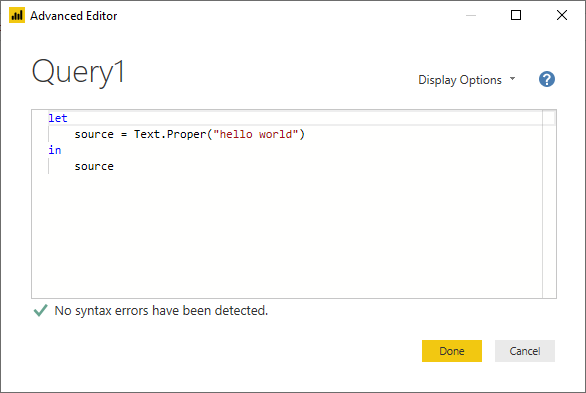 Advanced Editor
Query1
Display Options
?
let
    source = Text.Proper("hello world")
in
    source
No syntax errors have been detected.
Done
Cancel